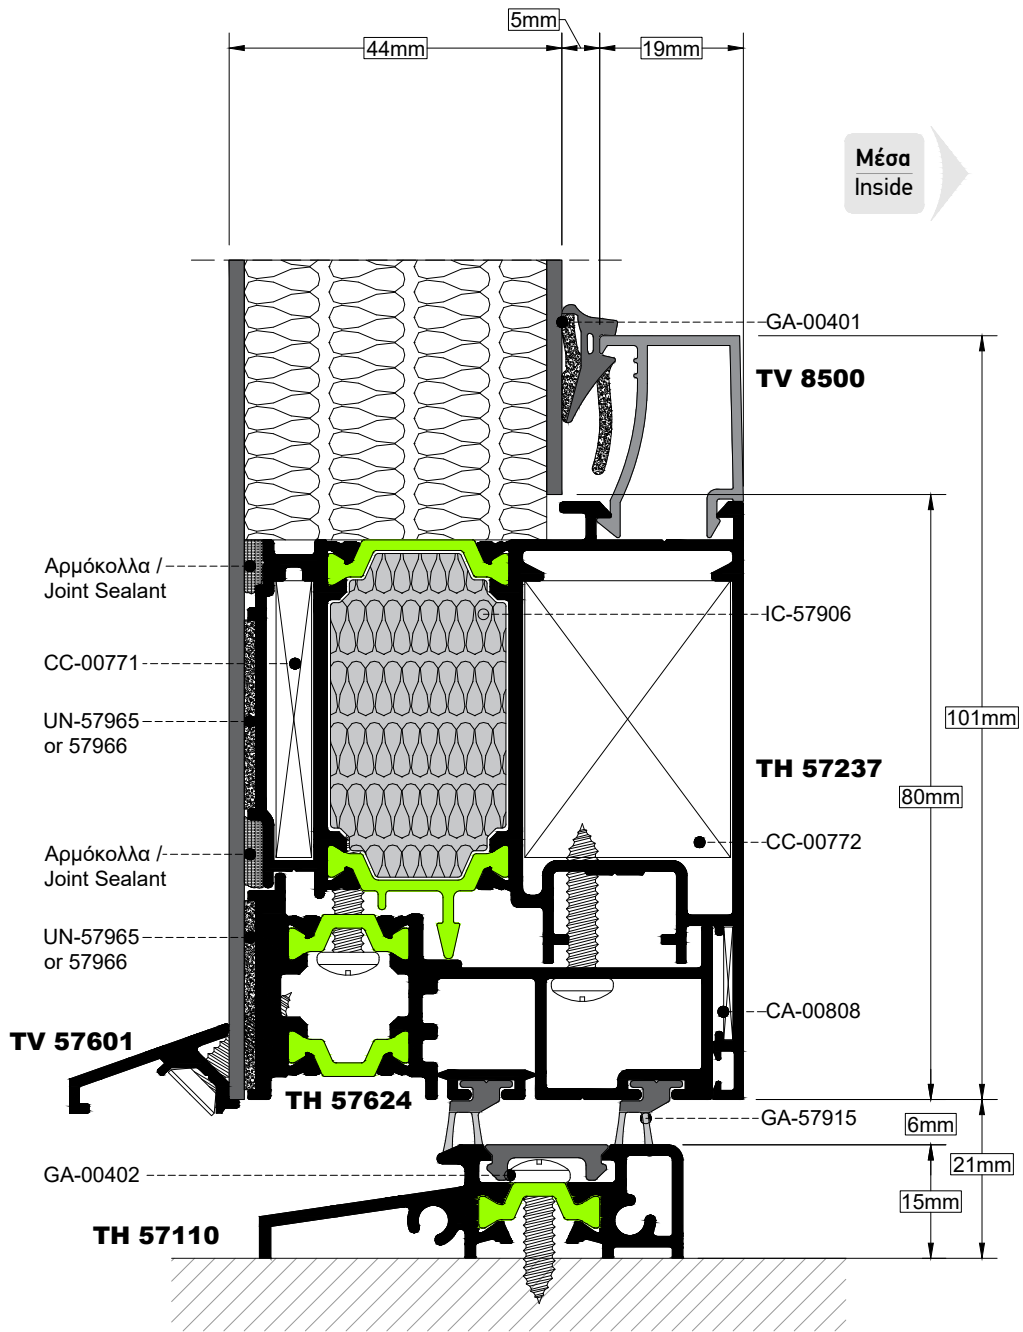 5mm
44mm
19mm
Μέσα
Inside
GA-00401
TV 8500
Αρμόκολλα /
Joint Sealant
IC-57906
CC-00771
UN-57965
or 57966
101mm
TH 57237
80mm
CC-00772
Αρμόκολλα /
Joint Sealant
UN-57965
or 57966
CA-00808
TV 57601
TH 57624
GA-57915
6mm
21mm
GA-00402
15mm
TH 57110